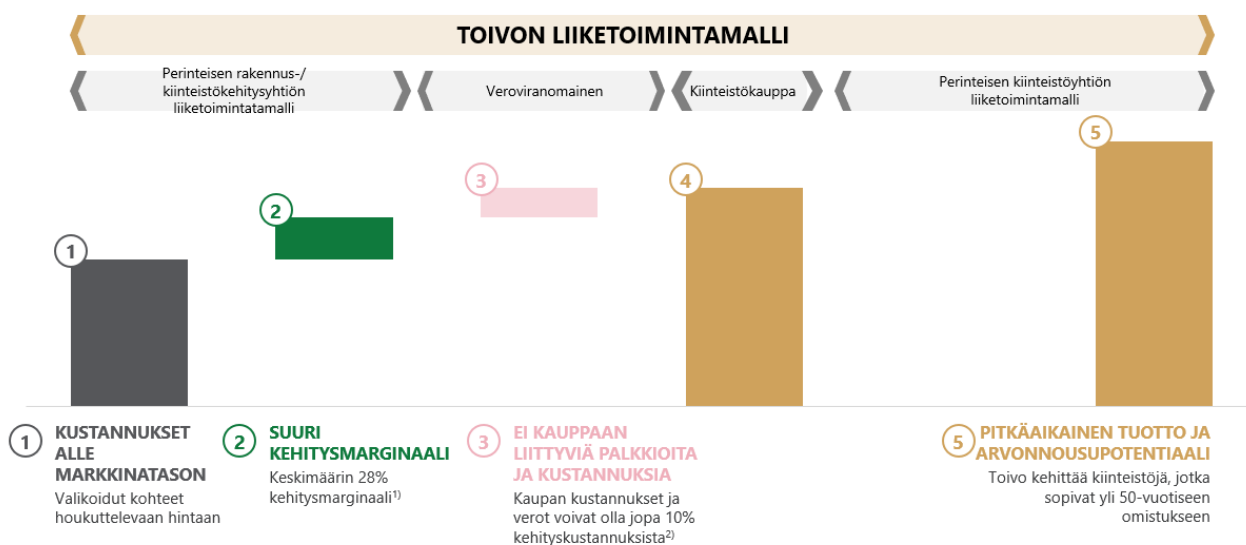 TOIVON LIIKETOIMINTAMALLI
Perinteisen rakennus-/
kiinteistökehitysyhtiön
liiketoimintatamalli
Veroviranomainen
Kiinteistökauppa
Perinteisen kiinteistöyhtiön
liiketoimintamalli
1
2
3
4
5
1
KUSTANNUKSET
ALLE
MARKKINATASON
Valikoidut kohteet
houkuttelevaan hintaan
2
SUURI
KEHITYSMARGINAALI
Keskimäärin 28%
kehitysmarginaali¹⁾
3
EI KAUPPAAN
LIITTYVIÄ PALKKIOITA
JA KUSTANNUKSIA
Kaupan kustannukset ja
verot voivat olla jopa 10%
kehityskustannuksista²⁾
5
PITKÄAIKAINEN TUOTTO JA
ARVONNOUSUPOTENTIAALI
Toivo kehittää kiinteistöjä, jotka
sopivat yli 50-vuotiseen
omistukseen